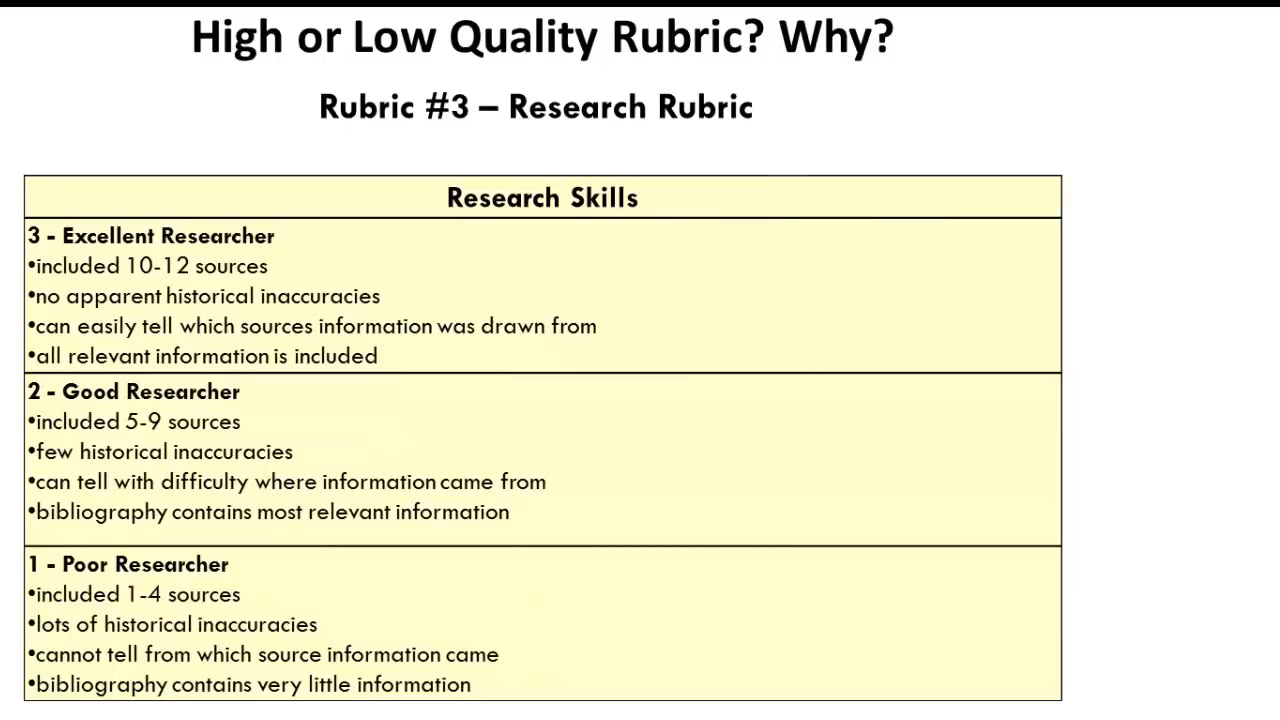 High or Low Quality Rubric? Why?
Rubric #3 – Research Rubric
Research Skills
3 - Excellent Researcher
•included 10-12 sources
•no apparent historical inaccuracies
•can easily tell which sources information was drawn from
•all relevant information is included
2 - Good Researcher
•included 5-9 sources
•few historical inaccuracies
•can tell with difficulty where information came from
•bibliography contains most relevant information
1 - Poor Researcher
•included 1-4 sources
•lots of historical inaccuracies
•cannot tell from which source information came
•bibliography contains very little information